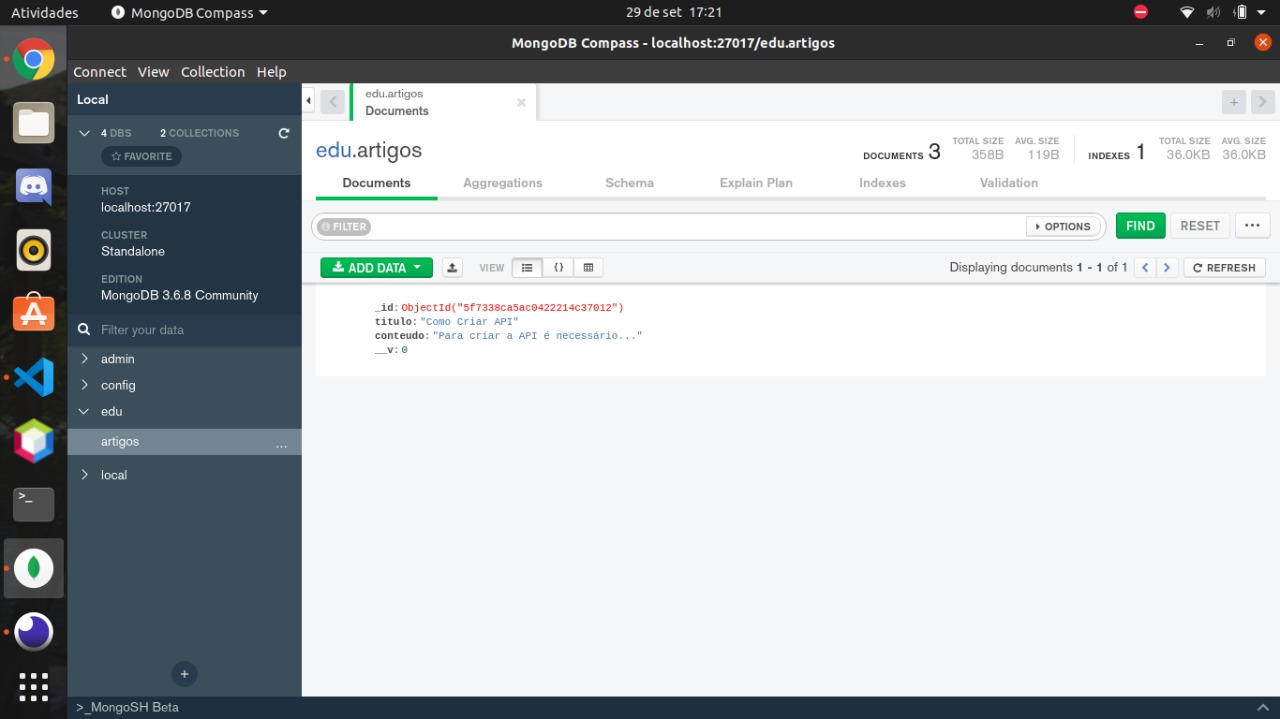 Atividades MongoDB Compass 29 de set 17:21
MongoDB Compass - localhost:27017/edu.artigos
Connect View Collection Help
Local
4 DBS 2 COLLECTIONS
FAVORITE
HOST
localhost:27017
CLUSTER
Standalone
EDITION
MongoDB 3.6.8 Community
Filter your data
admin
config
edu
artigos ...
local
edu.artigos
Documents
edu.artigos
DOCUMENTS 3 TOTAL SIZE 358B AVG. SIZE 119B INDEXES 1 TOTAL SIZE 36.0KB AVG. SIZE 36.0KB
Documents Aggregations Schema Explain Plan Indexes Validation
FILTER OPTIONS FIND RESET ...
ADD DATA VIEW {} Displaying documents 1 - 1 of 1 REFRESH
_id:ObjectId("5f7338ca5ac0422214c37012")
titulo:"Como Criar API"
conteudo:"Para criar a API é necessário..."
__v:0
>_MongoSH Beta